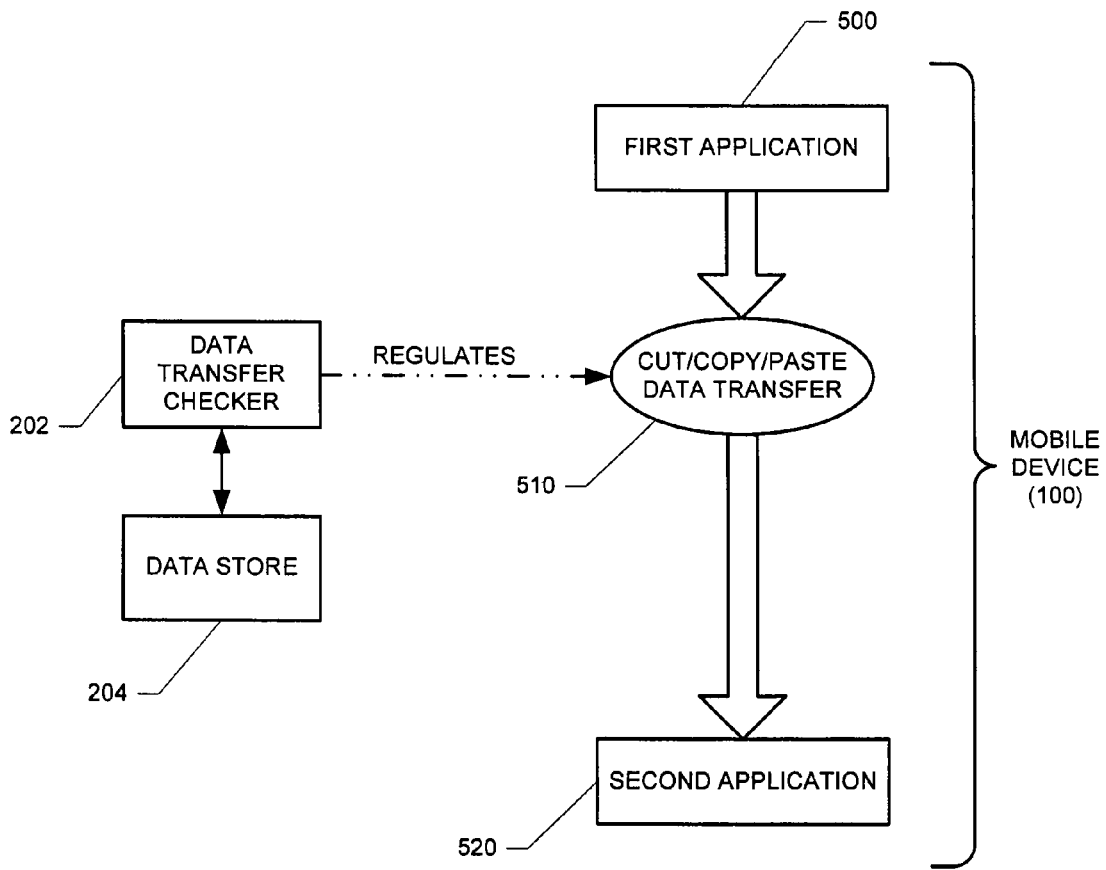 500
FIRST APPLICATION
DATA
TRANSFER
CHECKER
202
REGULATES
CUT/COPY/PASTE
DATA TRANSFER
510
MOBILE
DEVICE
(100)
DATA STORE
204
SECOND APPLICATION
520